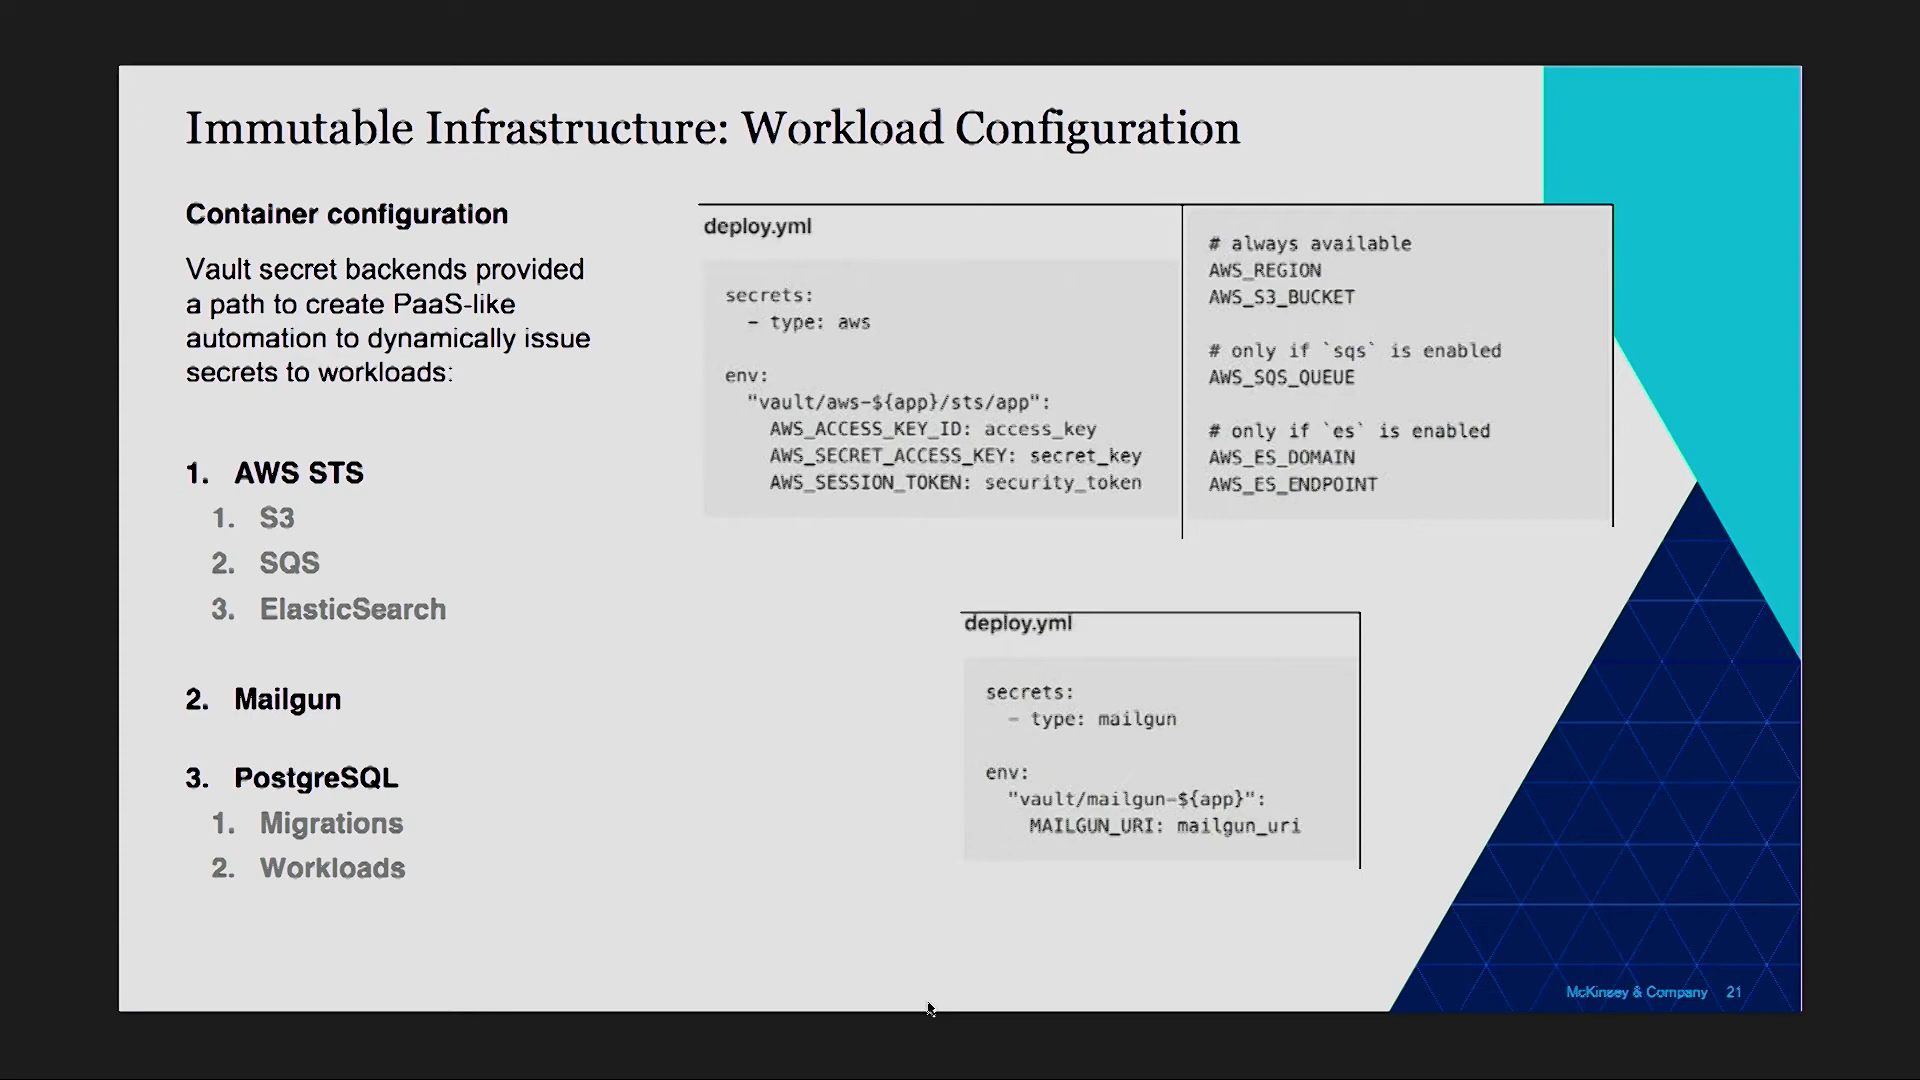 Immutable Infrastructure: Workload Configuration
Container configuration
Vault secret backends provided
a path to create PaaS-like
automation to dynamically issue
secrets to workloads:
1. AWS STS
1. S3
2. SQS
3. ElasticSearch
2. Mailgun
3. PostgreSQL
1. Migrations
2. Workloads
deploy.yml
secrets:
  - type: aws
env:
  "vault/aws-${app}/sts/app":
    AWS_ACCESS_KEY_ID: access_key
    AWS_SECRET_ACCESS_KEY: secret_key
    AWS_SESSION_TOKEN: security_token
# always available
AWS_REGION
AWS_S3_BUCKET
# only if `sqs` is enabled
AWS_SQS_QUEUE
# only if `es` is enabled
AWS_ES_DOMAIN
AWS_ES_ENDPOINT
deploy.yml
secrets:
  - type: mailgun
env:
  "vault/mailgun-${app}":
    MAILGUN_URI: mailgun_uri
McKinsey & Company 21